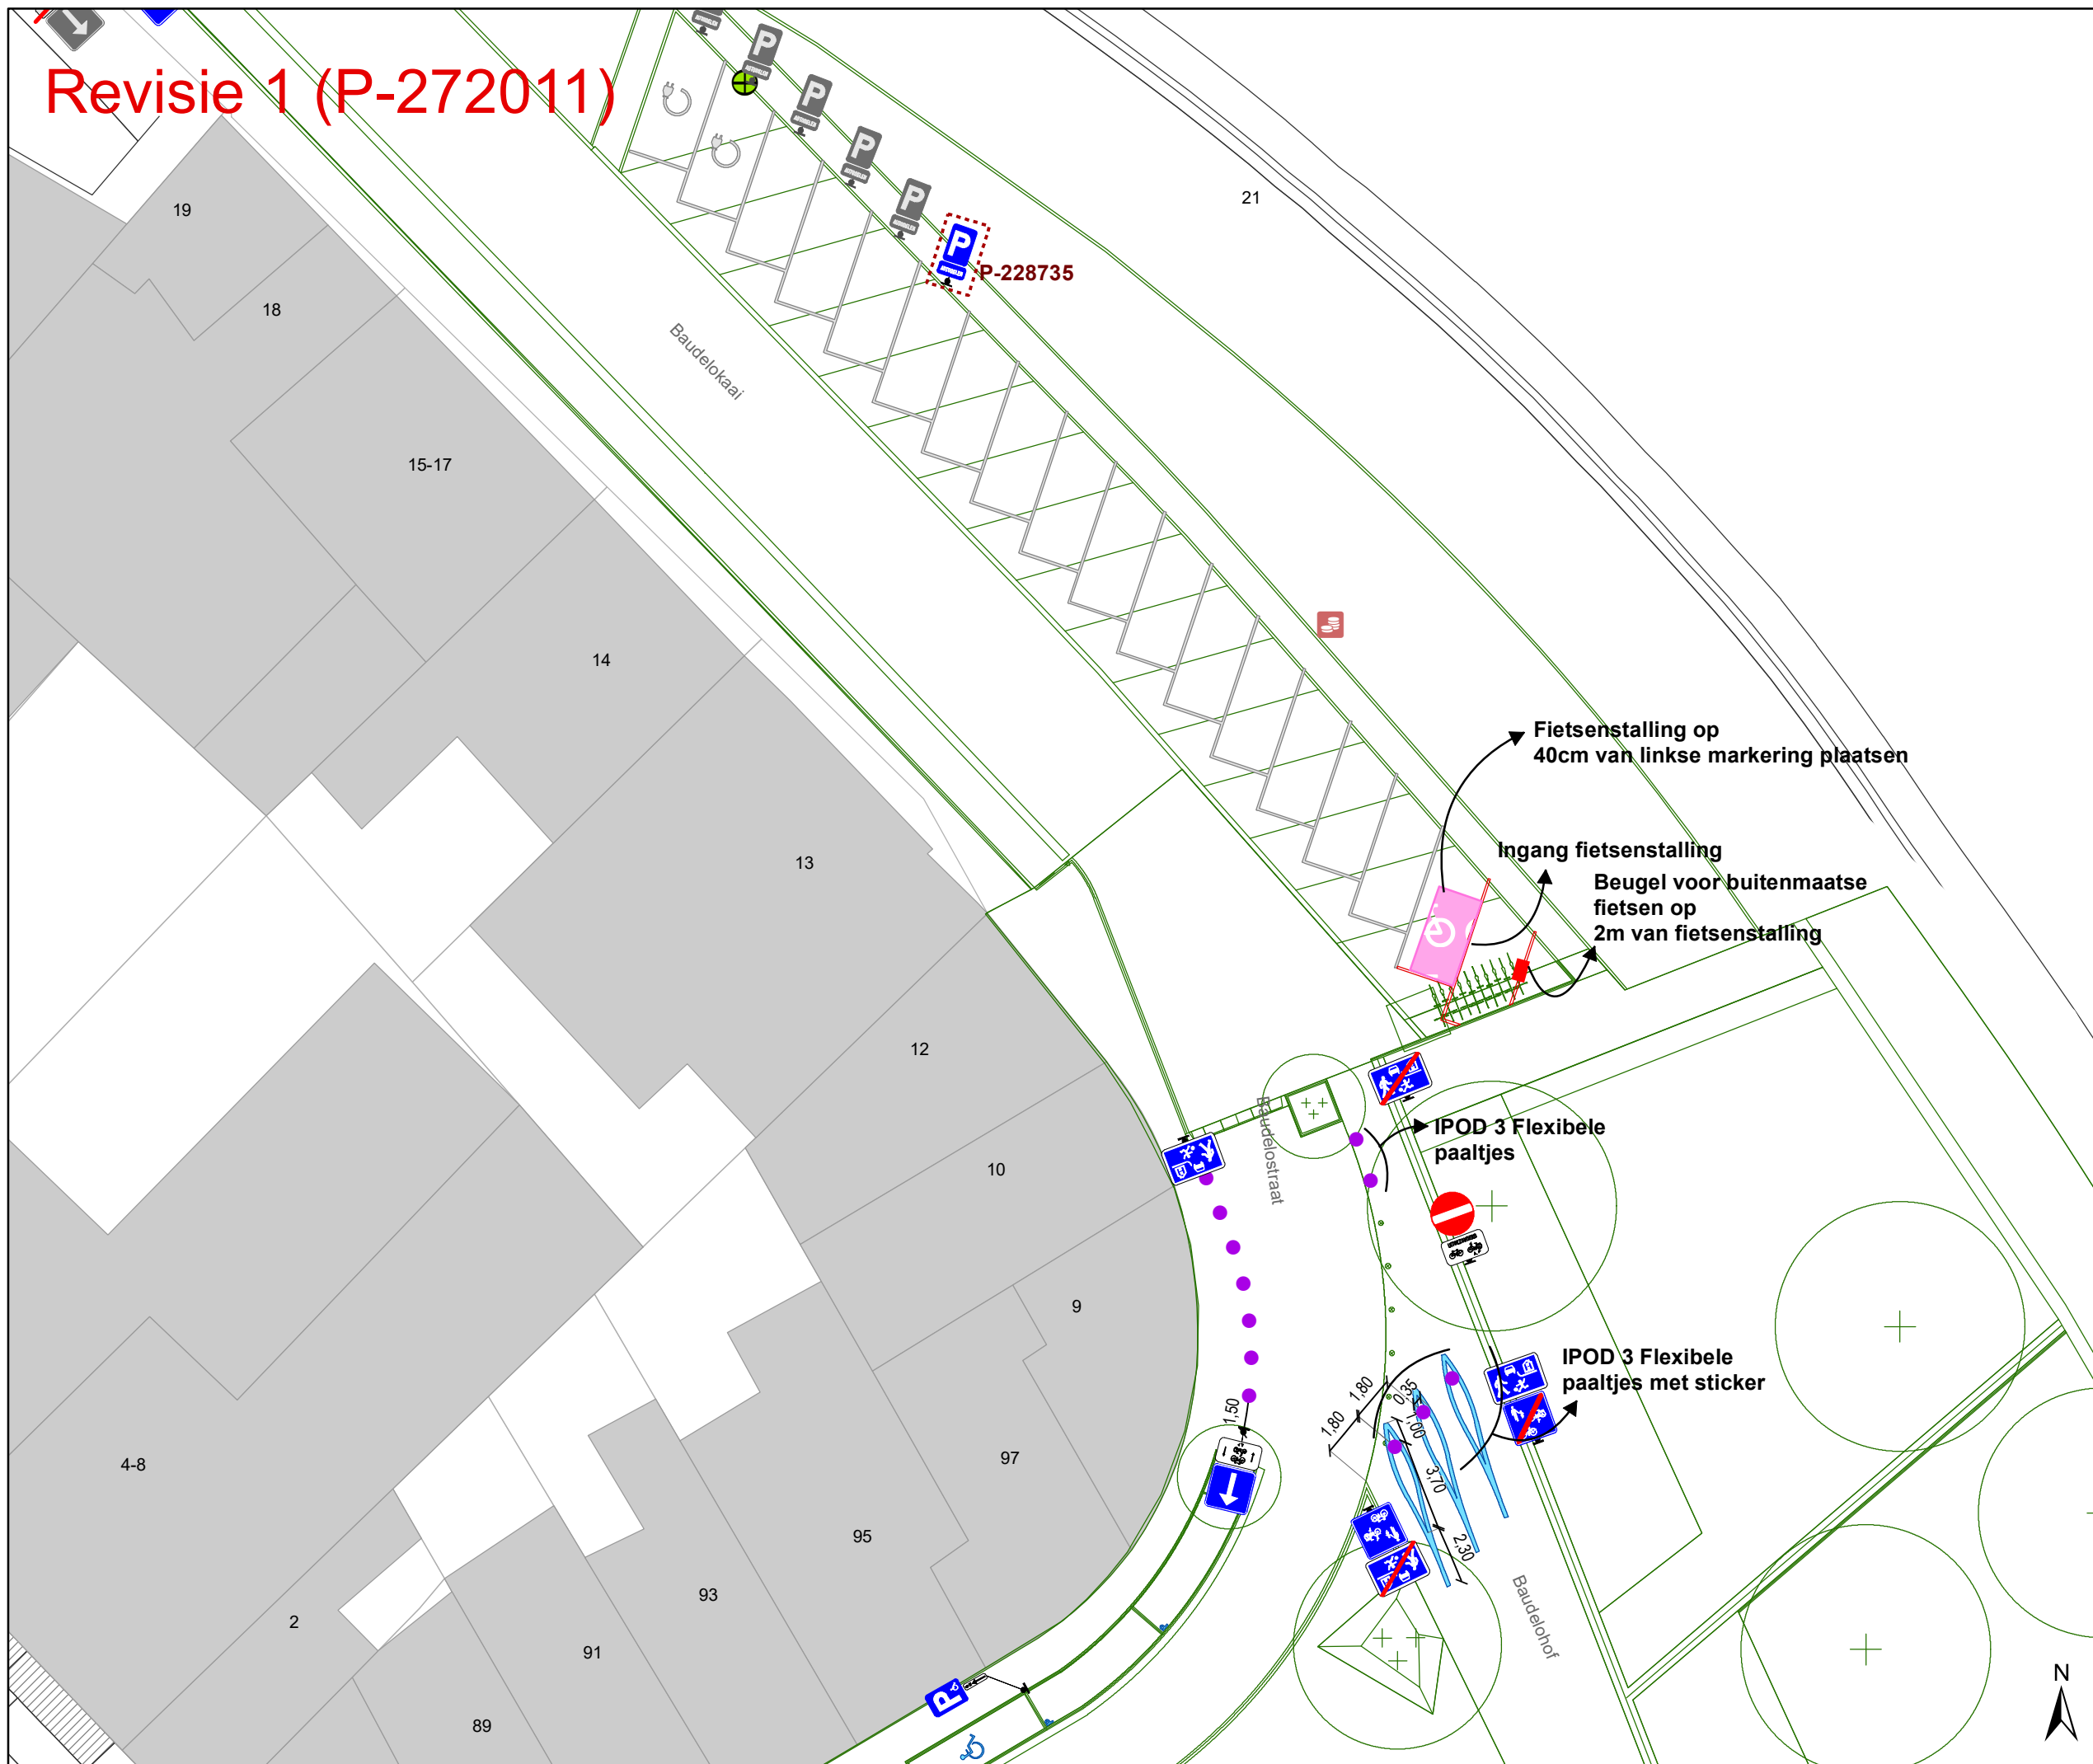 Revisie 1 (P-272011)
19
21
P-228735
18
Baudelokaai
15-17
14
Fietsenstalling op
40cm van linkse markering plaatsen
13
Ingang fietsenstalling
Beugel voor buitenmaatse
fietsen op
2m van fietsenstalling
12
Baudelostraat
IPOD 3 Flexibele
paaltjes
10
9
IPOD 3 Flexibele
paaltjes met sticker
1,80
0,35
1,80
1,00
1,50
3,70
2,30
4-8
97
95
93
2
91
89
Baudelohof
P
P
P
P
P
P
N